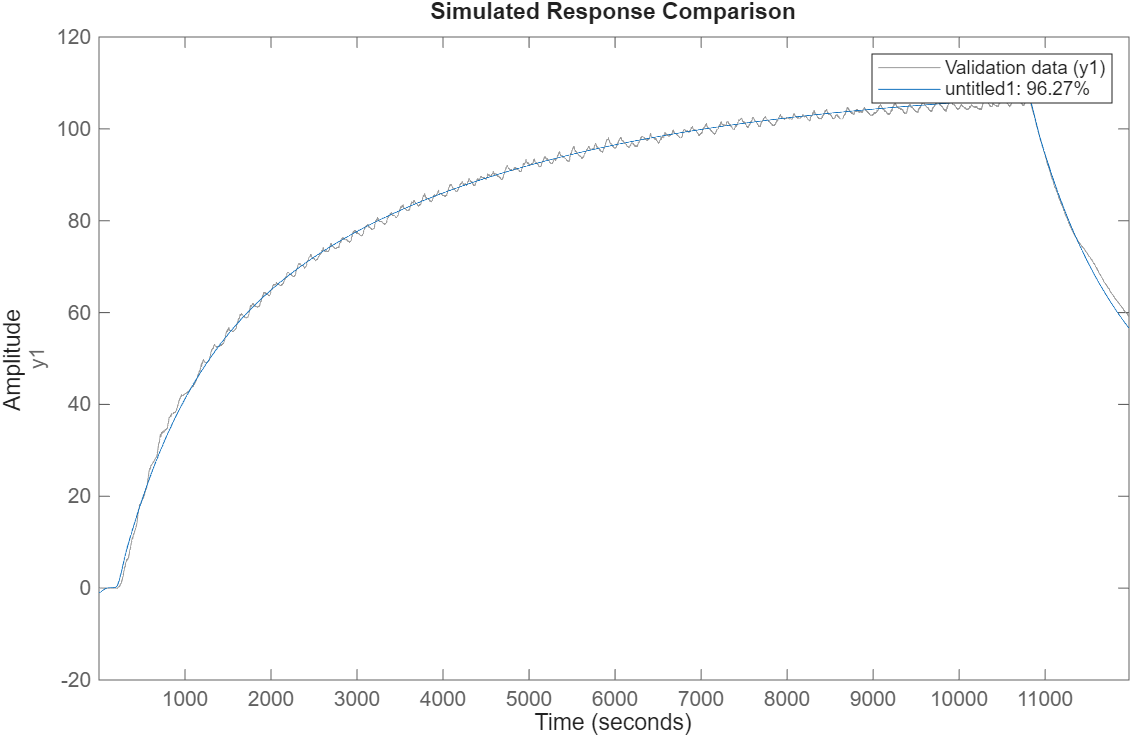 Simulated Response Comparison
120
100
80
60
40
20
0
-20
Amplitude
y1
Validation data (y1)
untitled1: 96.27%
1000 2000 3000 4000 5000 6000 7000 8000 9000 10000 11000
Time (seconds)